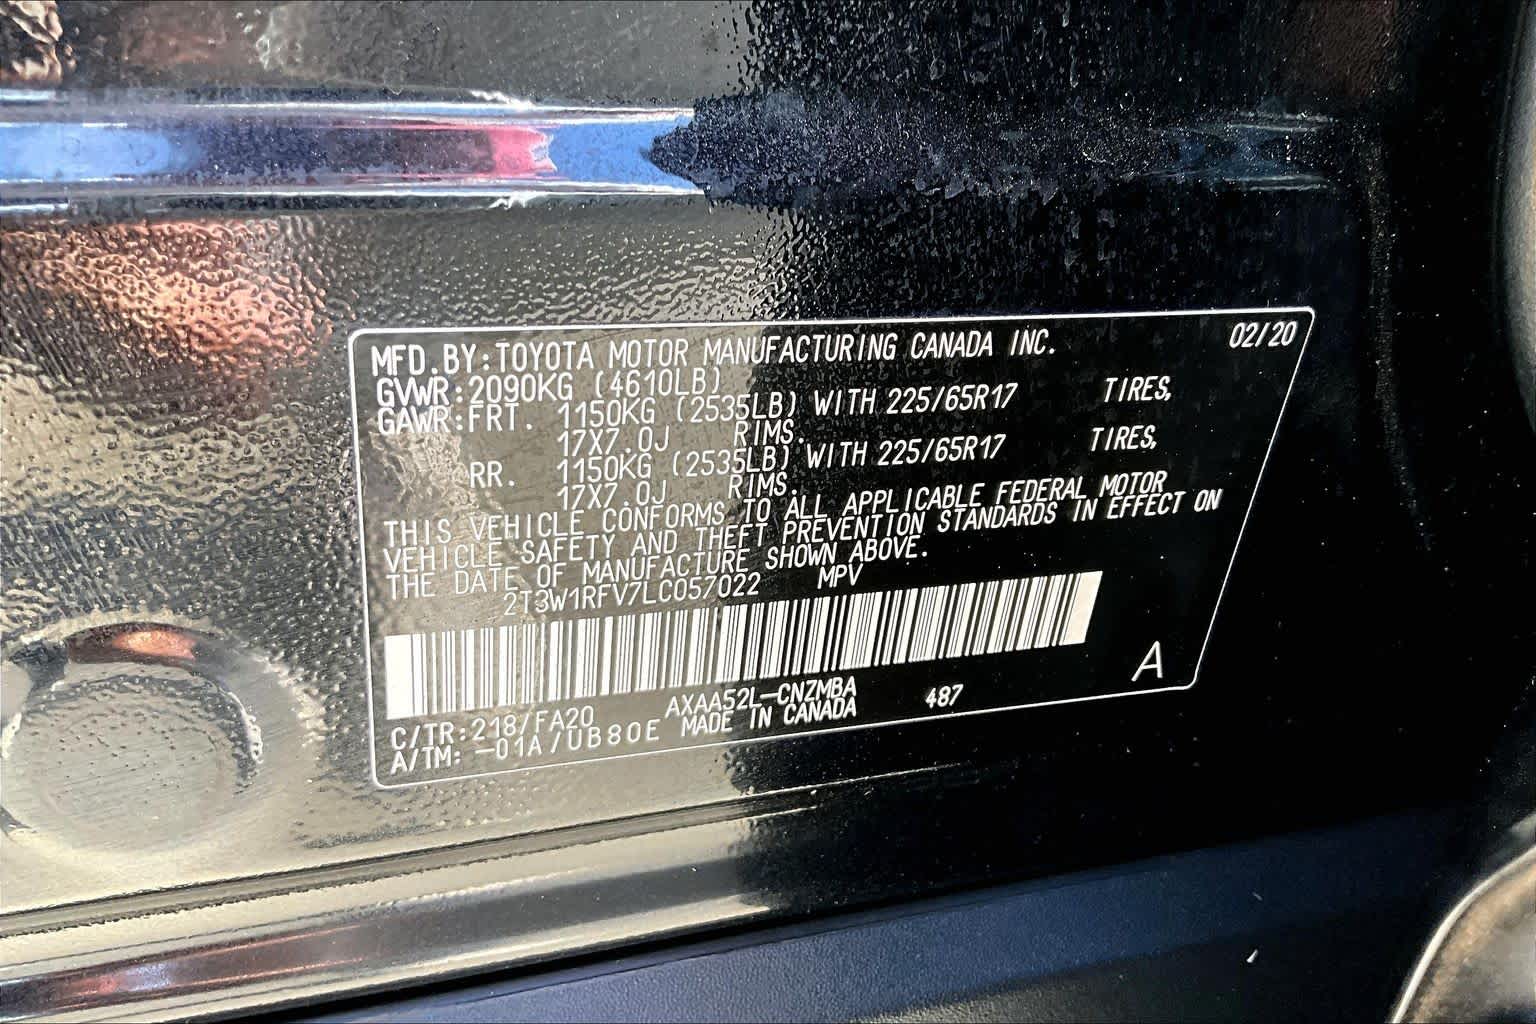 MFD.BY:TOYOTA MOTOR MANUFACTURING CANADA INC. 02/20
GVWR:2090KG (4610LB)
GAWR:FRT. 1150KG (2535LB) WITH 225/65R17 TIRES,
17X7.0J RIMS.
RR. 1150KG (2535LB) WITH 225/65R17 TIRES,
17X7.0J RIMS.
THIS VEHICLE CONFORMS TO ALL APPLICABLE FEDERAL MOTOR
VEHICLE SAFETY AND THEFT PREVENTION STANDARDS IN EFFECT ON
THE DATE OF MANUFACTURE SHOWN ABOVE.
2T3W1RFV7LC057022 MPV
A
C/TR:218/FA20 AXAA52L-CNZMBA 487
A/TM:-01A/UB80E MADE IN CANADA